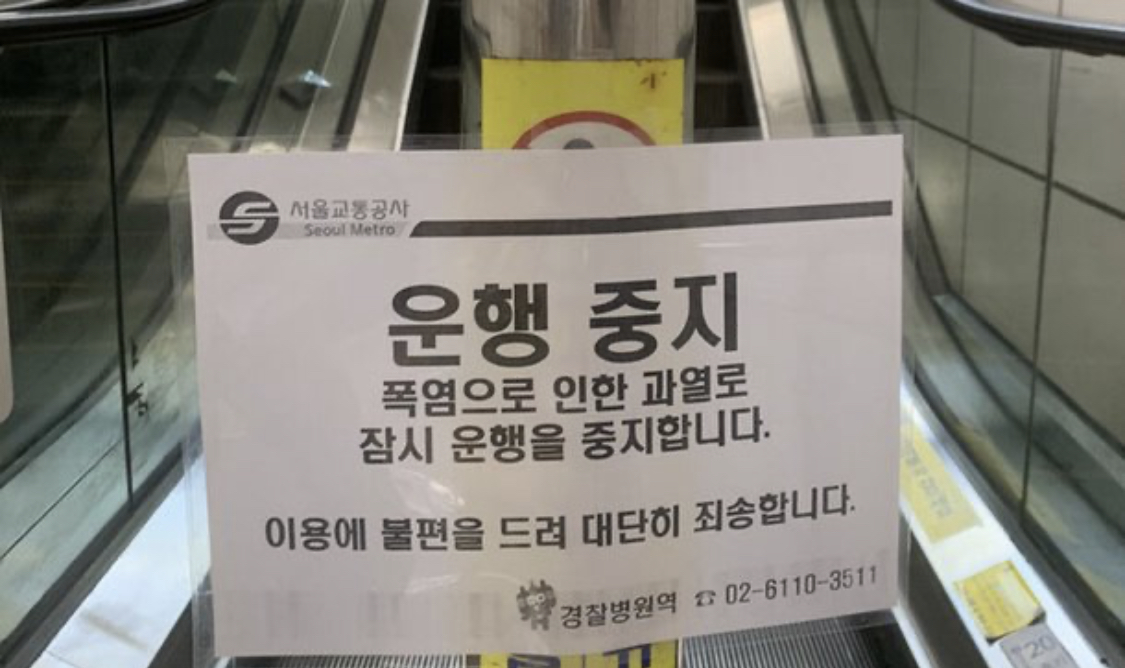 서울교통공사
Seoul Metro
운행 중지
폭염으로 인한 과열로
잠시 운행을 중지합니다.
이용에 불편을 드려 대단히 죄송합니다.
경찰병원역 ☎ 02-6110-3511